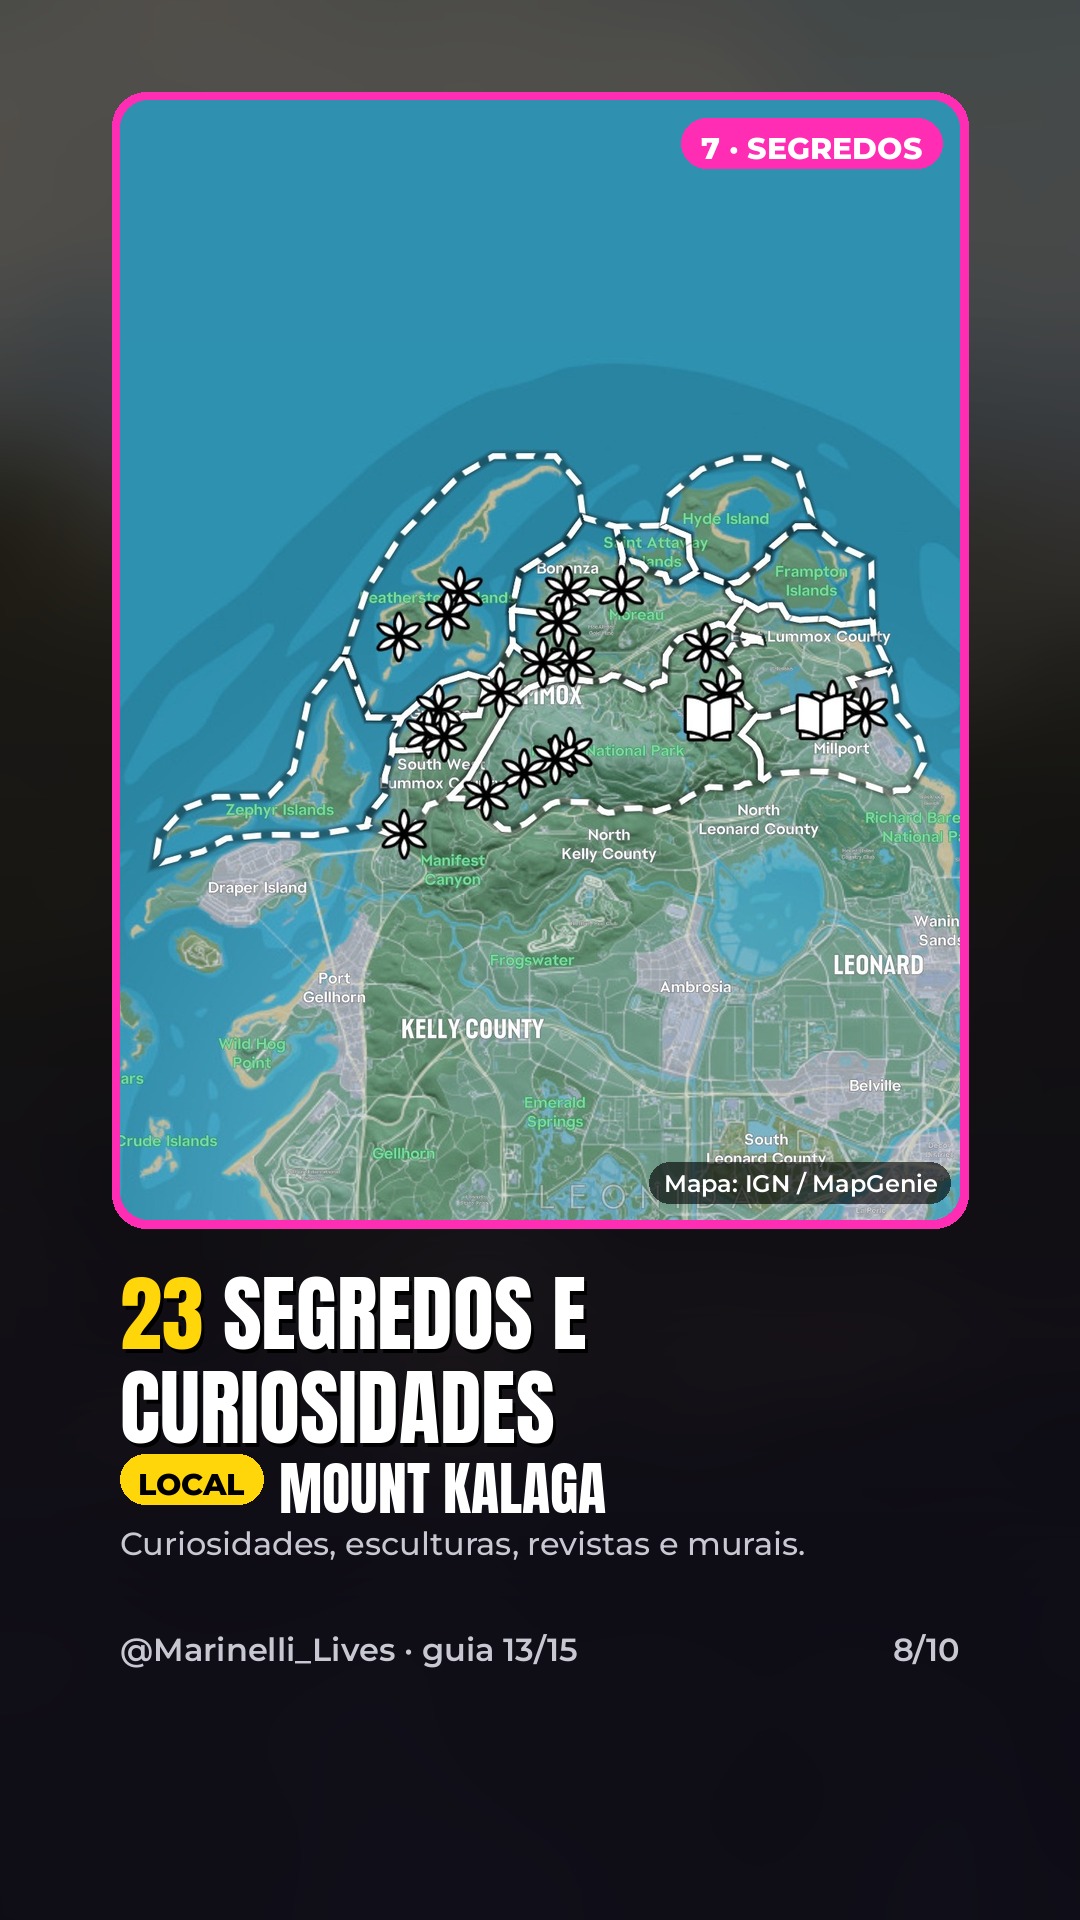 7 · SEGREDOS
Hyde Island
Bonanza
Frampton
Islands
Moreau
Lummox County
National Park
Millport
Zephyr Islands
North
Leonard County
North
Kelly County
Manifest
Canyon
Draper Island
LEONARD
Frogswater
Port
Gellhorn
Ambrosia
KELLY COUNTY
Wild Hog
Point
Belville
Emerald
Springs
Crude Islands
Gellhorn
South
Leonard County
Mapa: IGN / MapGenie
23 SEGREDOS E
CURIOSIDADES
LOCAL MOUNT KALAGA
Curiosidades, esculturas, revistas e murais.
@Marinelli_Lives · guia 13/15
8/10